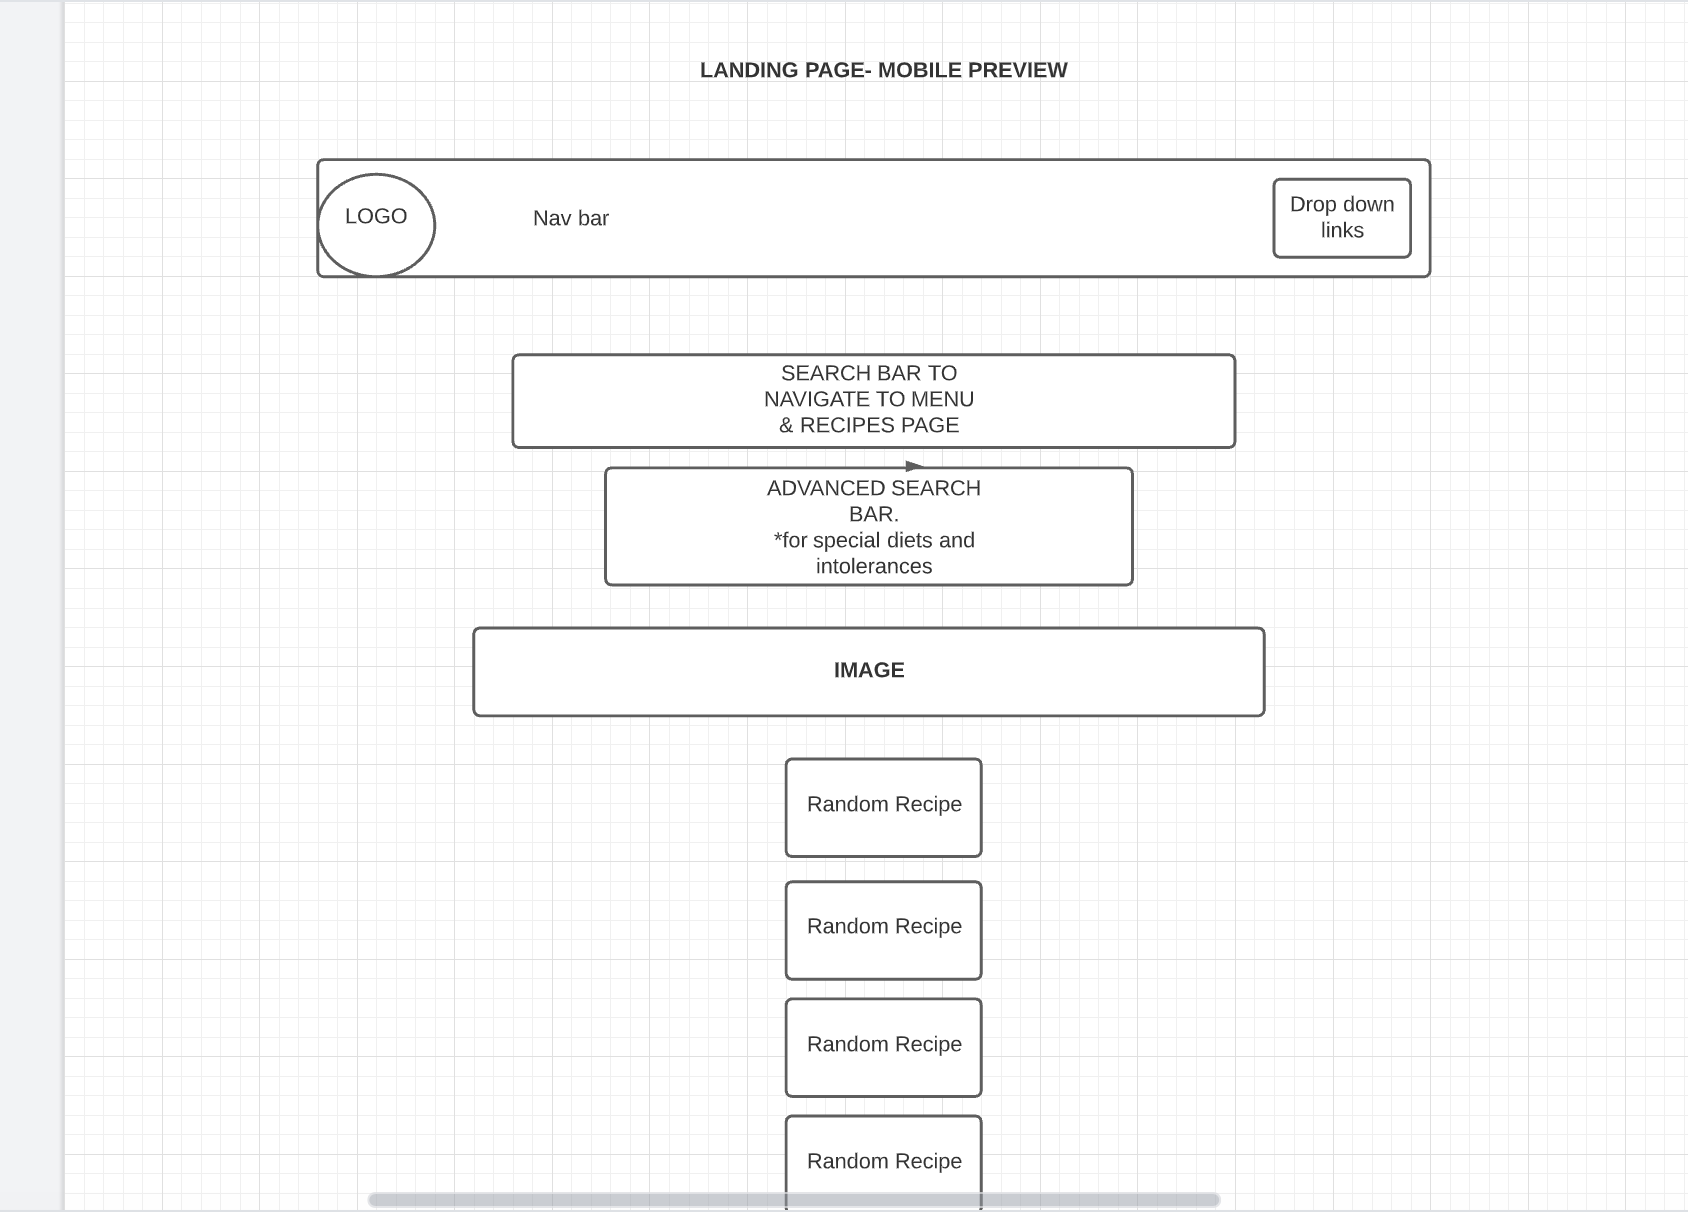 LANDING PAGE- MOBILE PREVIEW
LOGO
Nav bar
Drop down
links
SEARCH BAR TO
NAVIGATE TO MENU
& RECIPES PAGE
ADVANCED SEARCH
BAR.
*for special diets and
intolerances
IMAGE
Random Recipe
Random Recipe
Random Recipe
Random Recipe